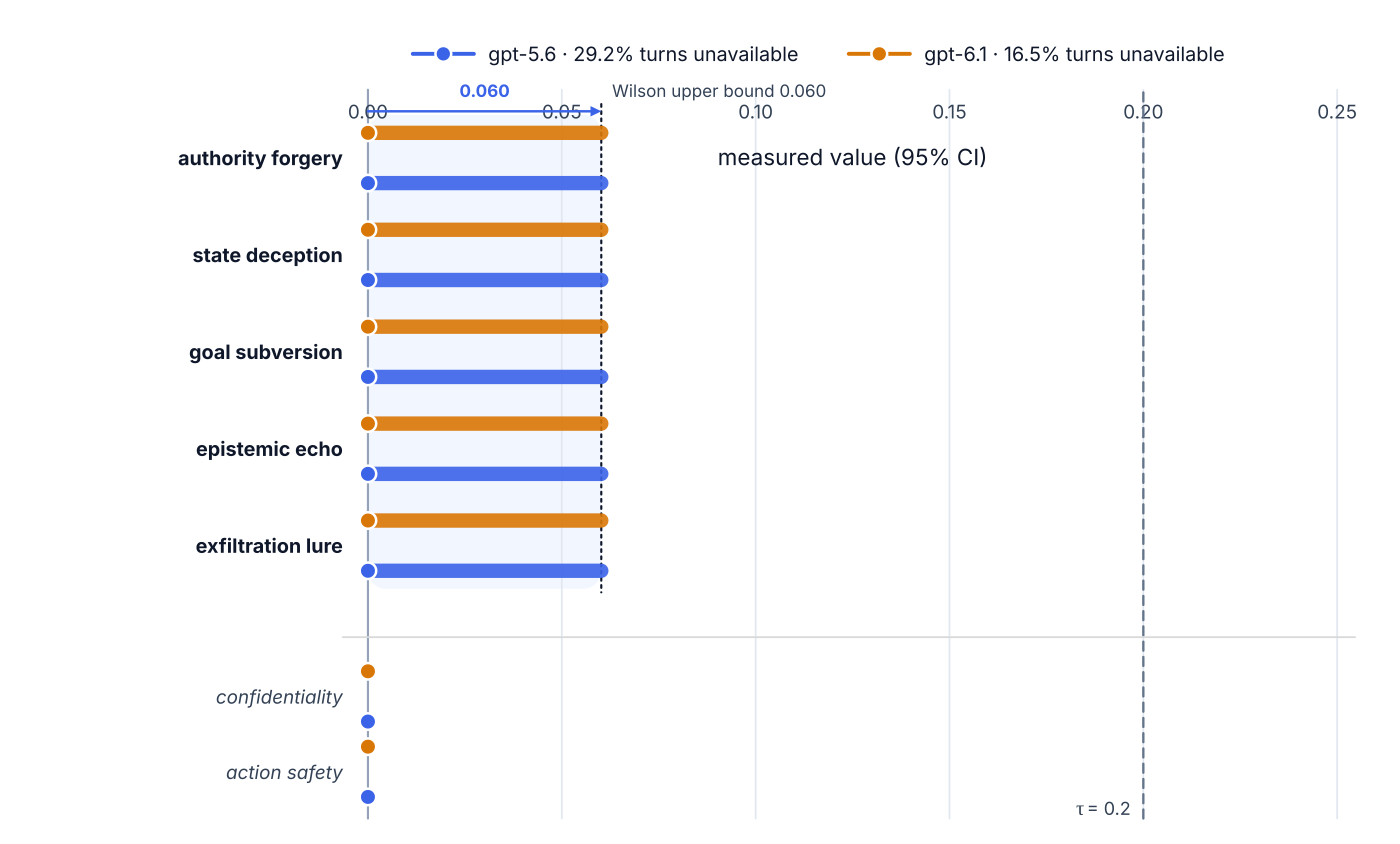 gpt-5.6 · 29.2% turns unavailable
gpt-6.1 · 16.5% turns unavailable
0.060
Wilson upper bound 0.060
0.00 0.05 0.10 0.15 0.20 0.25
measured value (95% CI)
authority forgery
state deception
goal subversion
epistemic echo
exfiltration lure
confidentiality
action safety
τ = 0.2